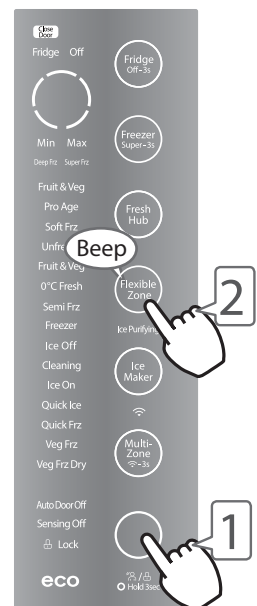 Close
Door
Fridge Off
Min Max
Deep Frz Super Frz
Fridge
Off-3s
Freezer
Super-3s
Fruit & Veg
Pro Age
Soft Frz
Fresh
Hub
Beep
Fruit & Veg
0°C Fresh
Semi Frz
Freezer
Ice Off
Cleaning
Ice On
Quick Ice
Quick Frz
Veg Frz
Veg Frz Dry
Flexible
Zone
2
Ice Purifying
Ice
Maker
Multi-
Zone
-3s
Auto Door Off
Sensing Off
Lock
1
eco
Hold 3sec